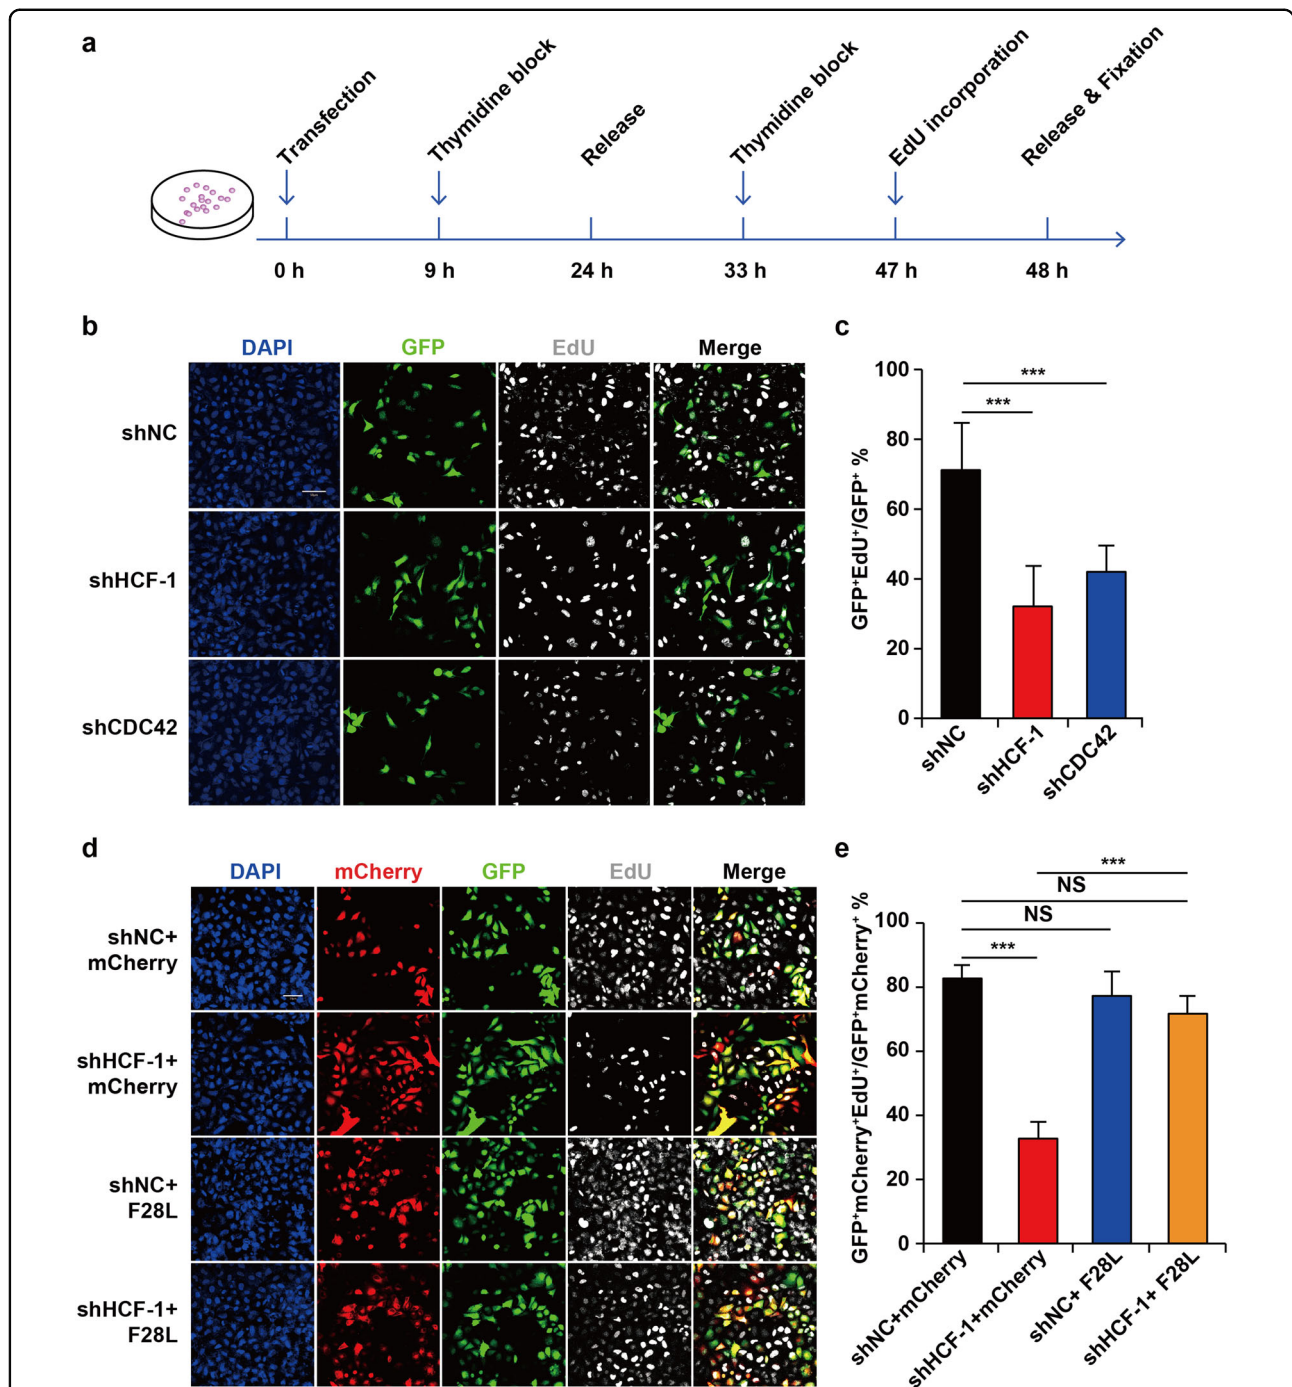 a
Transfection
Thymidine block
Release
Thymidine block
EdU incorporation
Release & Fixation
0 h
9 h
24 h
33 h
47 h
48 h
b
DAPI
GFP
EdU
Merge
shNC
shHCF-1
shCDC42
c
GFP⁺EdU⁺/GFP⁺ %
100
80
60
40
20
0
***
***
shNC
shHCF-1
shCDC42
d
DAPI
mCherry
GFP
EdU
Merge
shNC+
mCherry
shHCF-1+
mCherry
shNC+
F28L
shHCF-1+
F28L
e
GFP⁺mCherry⁺EdU⁺/GFP⁺mCherry⁺ %
100
80
60
40
20
0
***
NS
NS
***
shNC+mCherry
shHCF-1+mCherry
shNC+ F28L
shHCF-1+ F28L